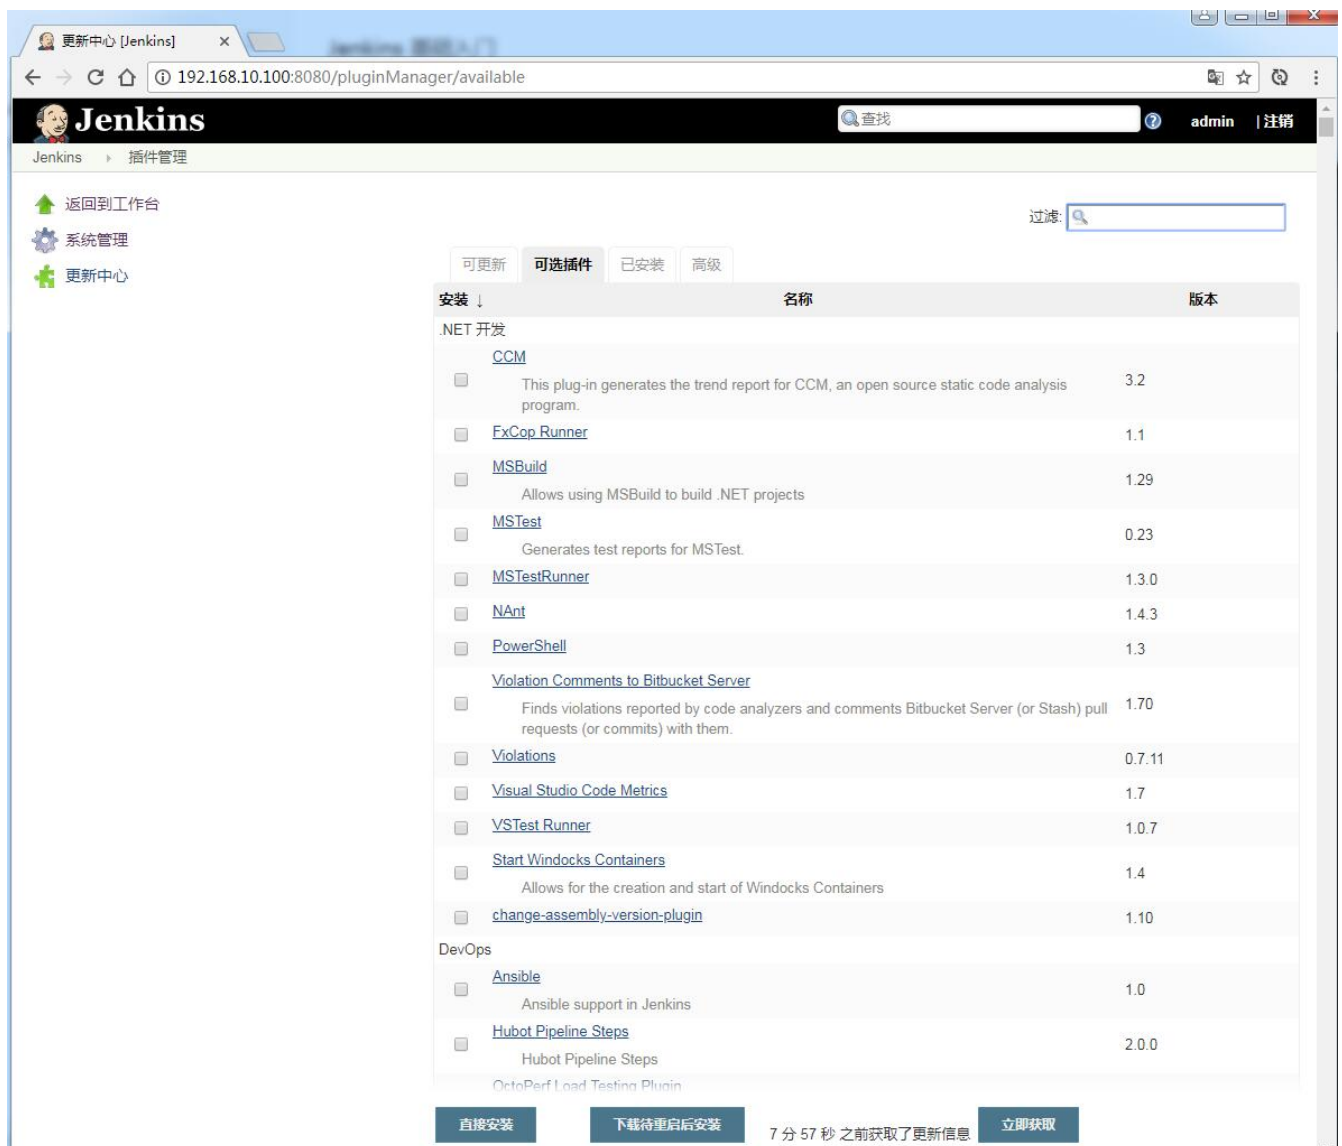 更新中心 [Jenkins]
192.168.10.100:8080/pluginManager/available
Jenkins
查找
admin
|注销
Jenkins
插件管理
返回到工作台
系统管理
更新中心
过滤:
可更新
可选插件
已安装
高级
安装 ↓
名称
版本
.NET 开发
CCM
This plug-in generates the trend report for CCM, an open source static code analysis
program.
3.2
FxCop Runner
1.1
MSBuild
Allows using MSBuild to build .NET projects
1.29
MSTest
Generates test reports for MSTest.
0.23
MSTestRunner
1.3.0
NAnt
1.4.3
PowerShell
1.3
Violation Comments to Bitbucket Server
Finds violations reported by code analyzers and comments Bitbucket Server (or Stash) pull
requests (or commits) with them.
1.70
Violations
0.7.11
Visual Studio Code Metrics
1.7
VSTest Runner
1.0.7
Start Windocks Containers
Allows for the creation and start of Windocks Containers
1.4
change-assembly-version-plugin
1.10
DevOps
Ansible
Ansible support in Jenkins
1.0
Hubot Pipeline Steps
Hubot Pipeline Steps
2.0.0
OctoPerf Load Testing Plugin
直接安装
下载待重启后安装
7 分 57 秒 之前获取了更新信息
立即获取